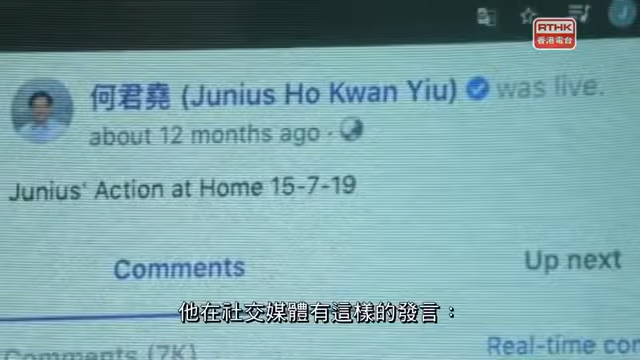 RTHK
香港電台
何君堯 (Junius Ho Kwan Yiu) was live.
about 12 months ago
Junius' Action at Home 15-7-19
Comments
Up next
他在社交媒體有這樣的發言：
Comments (7K)
Real-time